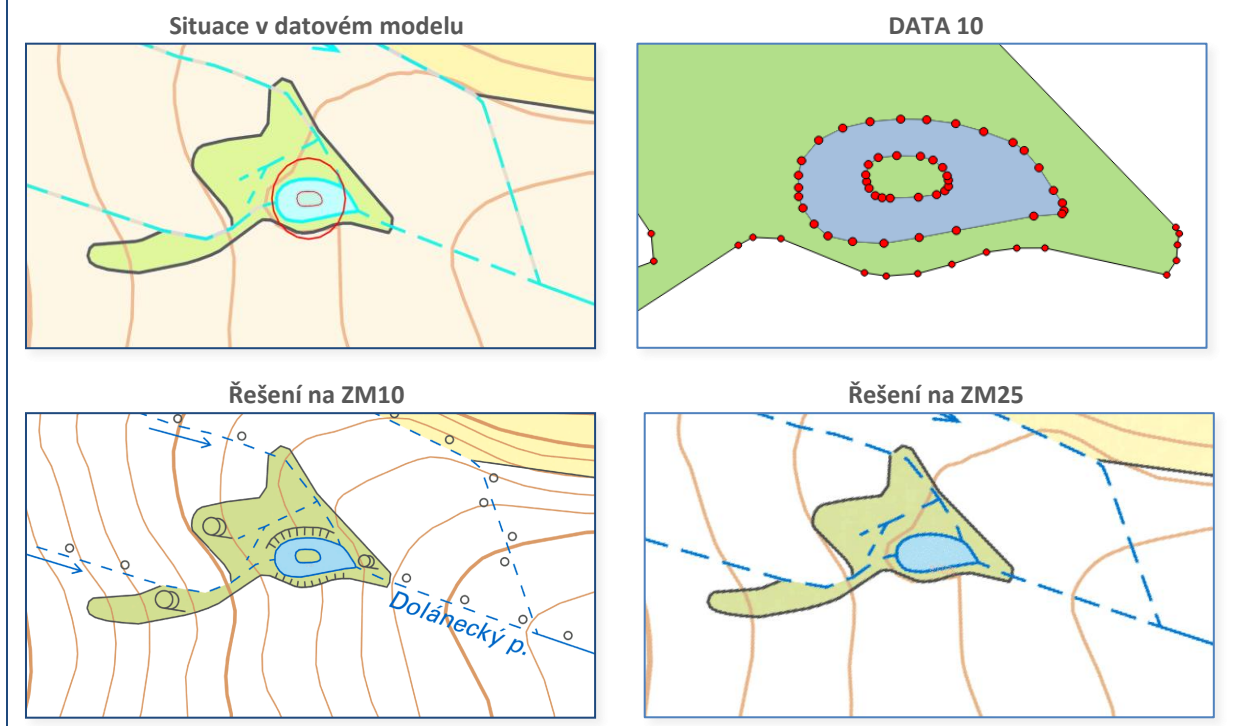 Situace v datovém modelu
DATA 10
Řešení na ZM10
Řešení na ZM25
Dolánecký p.